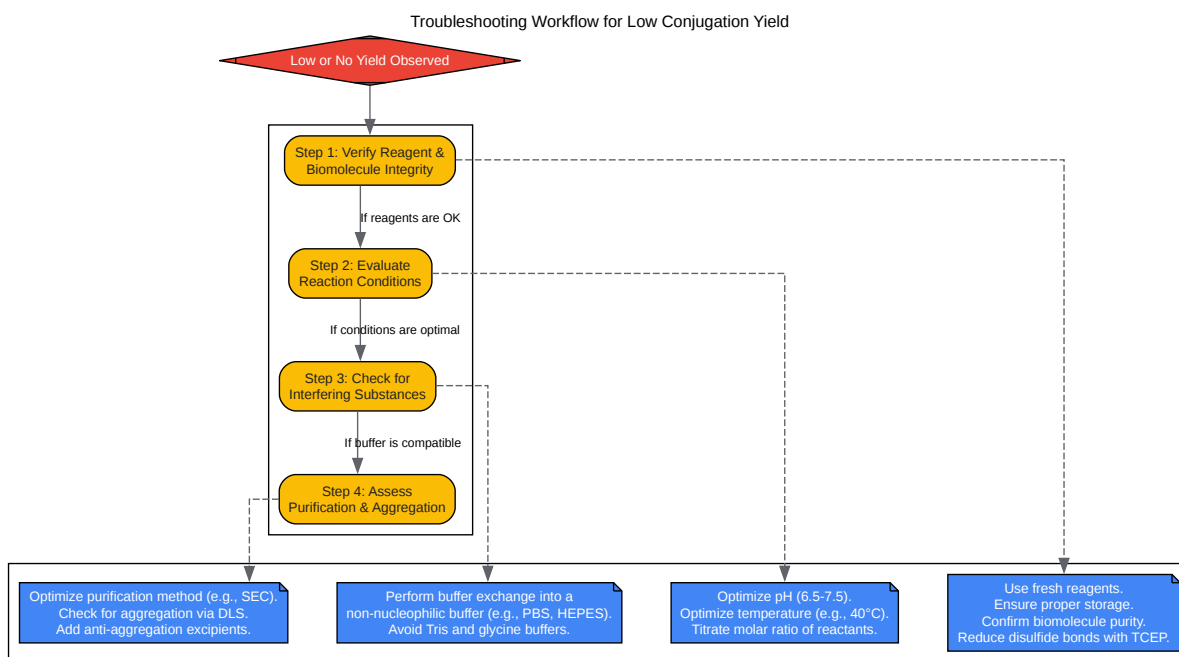 Troubleshooting Workflow for Low Conjugation Yield
Low or No Yield Observed
Step 1: Verify Reagent &
Biomolecule Integrity
If reagents are OK
Step 2: Evaluate
Reaction Conditions
If conditions are optimal
Step 3: Check for
Interfering Substances
If buffer is compatible
Step 4: Assess
Purification & Aggregation
Optimize purification method (e.g., SEC).
Check for aggregation via DLS.
Add anti-aggregation excipients.
Perform buffer exchange into a
non-nucleophilic buffer (e.g., PBS, HEPES).
Avoid Tris and glycine buffers.
Optimize pH (6.5-7.5).
Optimize temperature (e.g., 40°C).
Titrate molar ratio of reactants.
Use fresh reagents.
Ensure proper storage.
Confirm biomolecule purity.
Reduce disulfide bonds with TCEP.